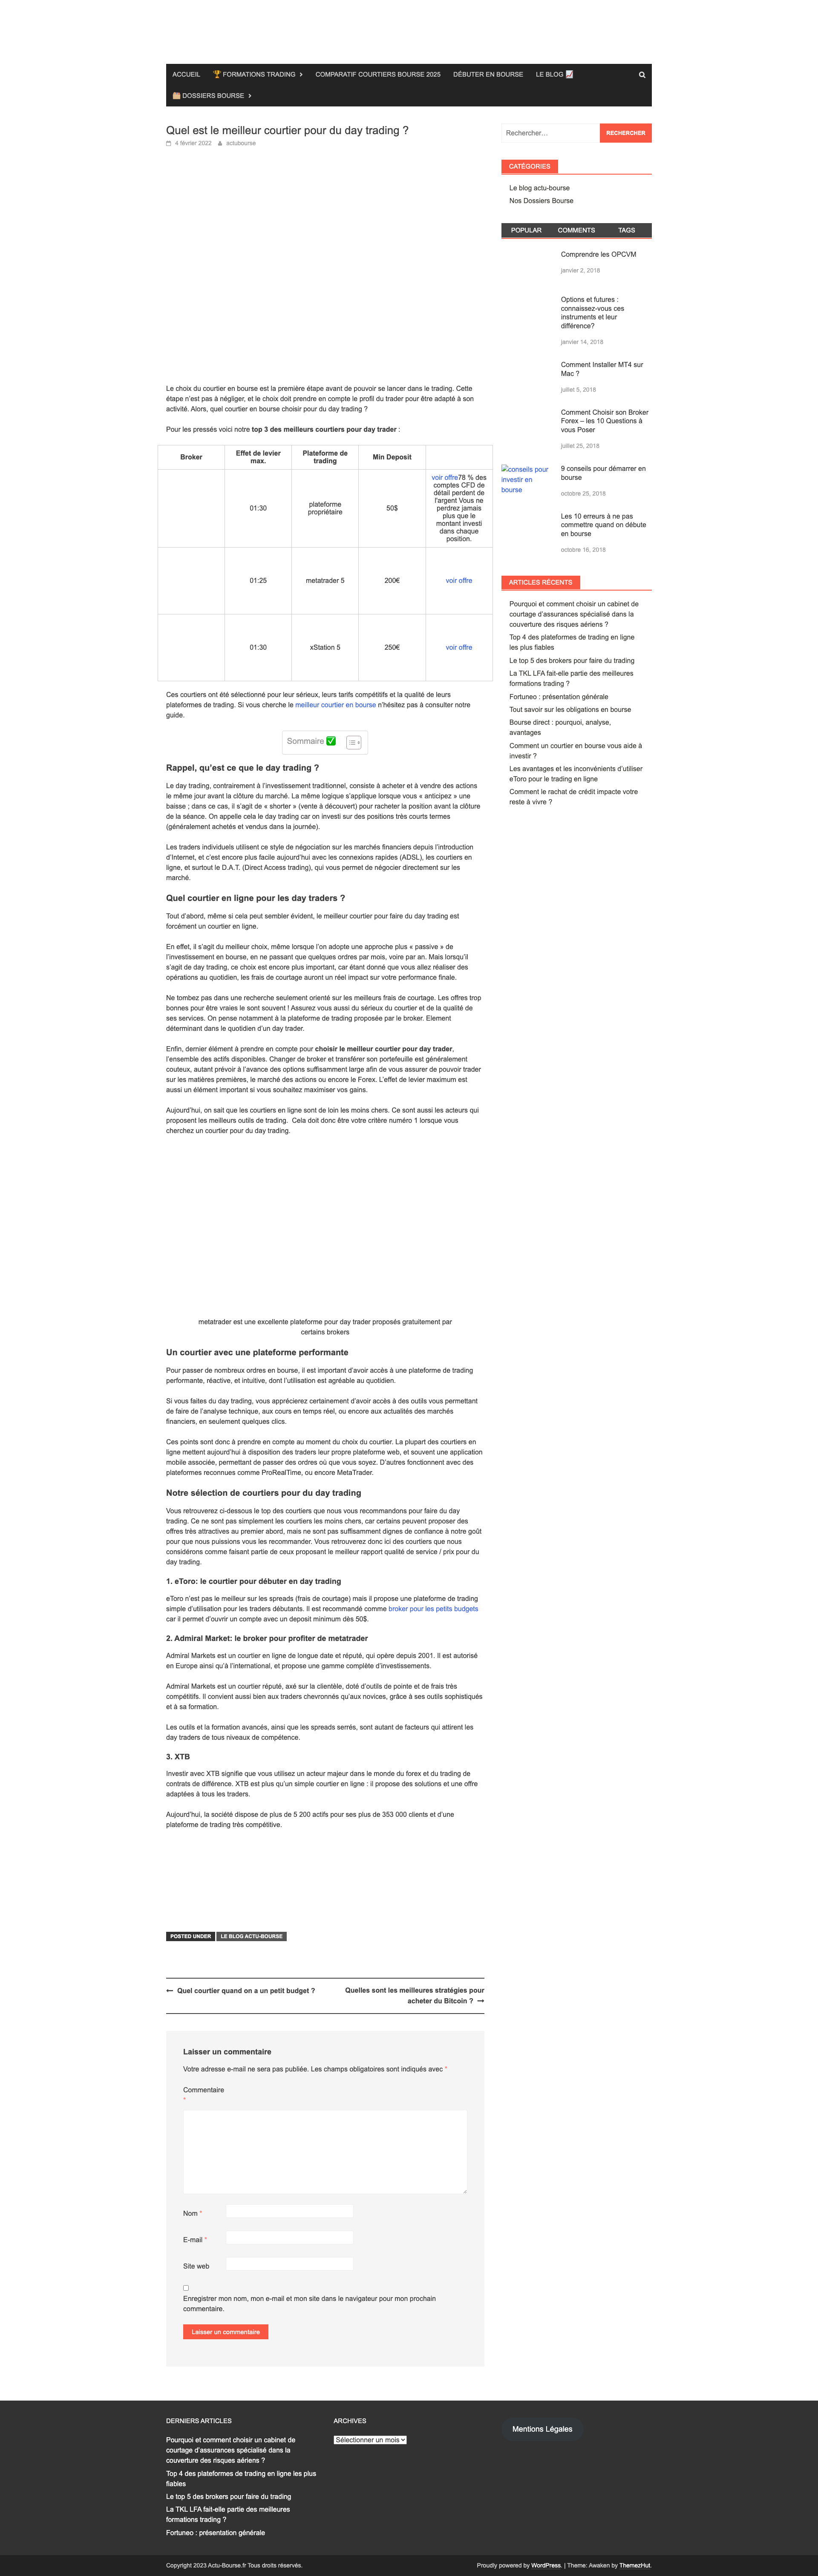 ACCUEIL
🏆 FORMATIONS TRADING
COMPARATIF COURTIERS BOURSE 2025
DÉBUTER EN BOURSE
LE BLOG 📈
DOSSIERS BOURSE
Quel est le meilleur courtier pour du day trading ?
4 février 2022 actubourse
Le choix du courtier en bourse est la première étape avant de pouvoir se lancer dans le trading. Cette
étape n’est pas à négliger, et le choix doit prendre en compte le profil du trader pour être adapté à son
activité. Alors, quel courtier en bourse choisir pour du day trading ?
Pour les pressés voici notre top 3 des meilleurs courtiers pour day trader :
Broker
Effet de levier
max.
Plateforme de
trading
Min Deposit
01:30
plateforme
propriétaire
50$
voir offre78 % des
comptes CFD de
détail perdent de
l'argent Vous ne
perdrez jamais
plus que le
montant investi
dans chaque
position.
01:25
metatrader 5
200€
voir offre
01:30
xStation 5
250€
voir offre
Ces courtiers ont été sélectionné pour leur sérieux, leurs tarifs compétitifs et la qualité de leurs
plateformes de trading. Si vous cherche le meilleur courtier en bourse n’hésitez pas à consulter notre
guide.
Sommaire ✅
Rappel, qu’est ce que le day trading ?
Le day trading, contrairement à l’investissement traditionnel, consiste à acheter et à vendre des actions
le même jour avant la clôture du marché. La même logique s’applique lorsque vous « anticipez » une
baisse ; dans ce cas, il s’agit de « shorter » (vente à découvert) pour racheter la position avant la clôture
de la séance. On appelle cela le day trading car on investi sur des positions très courts termes
(généralement achetés et vendus dans la journée).
Les traders individuels utilisent ce style de négociation sur les marchés financiers depuis l’introduction
d’Internet, et c’est encore plus facile aujourd’hui avec les connexions rapides (ADSL), les courtiers en
ligne, et surtout le D.A.T. (Direct Access trading), qui vous permet de négocier directement sur les
marché.
Quel courtier en ligne pour les day traders ?
Tout d’abord, même si cela peut sembler évident, le meilleur courtier pour faire du day trading est
forcément un courtier en ligne.
En effet, il s’agit du meilleur choix, même lorsque l’on adopte une approche plus « passive » de
l’investissement en bourse, en ne passant que quelques ordres par mois, voire par an. Mais lorsqu’il
s’agit de day trading, ce choix est encore plus important, car étant donné que vous allez réaliser des
opérations au quotidien, les frais de courtage auront un réel impact sur votre performance finale.
Ne tombez pas dans une recherche seulement orienté sur les meilleurs frais de courtage. Les offres trop
bonnes pour être vraies le sont souvent ! Assurez vous aussi du sérieux du courtier et de la qualité de
ses services. On pense notamment à la plateforme de trading proposée par le broker. Element
déterminant dans le quotidien d’un day trader.
Enfin, dernier élément à prendre en compte pour choisir le meilleur courtier pour day trader,
l’ensemble des actifs disponibles. Changer de broker et transférer son portefeuille est généralement
couteux, autant prévoir à l’avance des options suffisamment large afin de vous assurer de pouvoir trader
sur les matières premières, le marché des actions ou encore le Forex. L’effet de levier maximum est
aussi un élément important si vous souhaitez maximiser vos gains.
Aujourd’hui, on sait que les courtiers en ligne sont de loin les moins chers. Ce sont aussi les acteurs qui
proposent les meilleurs outils de trading. Cela doit donc être votre critère numéro 1 lorsque vous
cherchez un courtier pour du day trading.
metatrader est une excellente plateforme pour day trader proposés gratuitement par
certains brokers
Un courtier avec une plateforme performante
Pour passer de nombreux ordres en bourse, il est important d’avoir accès à une plateforme de trading
performante, réactive, et intuitive, dont l’utilisation est agréable au quotidien.
Si vous faites du day trading, vous apprécierez certainement d’avoir accès à des outils vous permettant
de faire de l’analyse technique, aux cours en temps réel, ou encore aux actualités des marchés
financiers, en seulement quelques clics.
Ces points sont donc à prendre en compte au moment du choix du courtier. La plupart des courtiers en
ligne mettent aujourd’hui à disposition des traders leur propre plateforme web, et souvent une application
mobile associée, permettant de passer des ordres où que vous soyez. D’autres fonctionnent avec des
plateformes reconnues comme ProRealTime, ou encore MetaTrader.
Notre sélection de courtiers pour du day trading
Vous retrouverez ci-dessous le top des courtiers que nous vous recommandons pour faire du day
trading. Ce ne sont pas simplement les courtiers les moins chers, car certains peuvent proposer des
offres très attractives au premier abord, mais ne sont pas suffisamment dignes de confiance à notre goût
pour que nous puissions vous les recommander. Vous retrouverez donc ici des courtiers que nous
considérons comme faisant partie de ceux proposant le meilleur rapport qualité de service / prix pour du
day trading.
1. eToro: le courtier pour débuter en day trading
eToro n’est pas le meilleur sur les spreads (frais de courtage) mais il propose une plateforme de trading
simple d’utilisation pour les traders débutants. Il est recommandé comme broker pour les petits budgets
car il permet d’ouvrir un compte avec un deposit minimum dès 50$.
2. Admiral Market: le broker pour profiter de metatrader
Admiral Markets est un courtier en ligne de longue date et réputé, qui opère depuis 2001. Il est autorisé
en Europe ainsi qu’à l’international, et propose une gamme complète d’investissements.
Admiral Markets est un courtier réputé, axé sur la clientèle, doté d’outils de pointe et de frais très
compétitifs. Il convient aussi bien aux traders chevronnés qu’aux novices, grâce à ses outils sophistiqués
et à sa formation.
Les outils et la formation avancés, ainsi que les spreads serrés, sont autant de facteurs qui attirent les
day traders de tous niveaux de compétence.
3. XTB
Investir avec XTB signifie que vous utilisez un acteur majeur dans le monde du forex et du trading de
contrats de différence. XTB est plus qu’un simple courtier en ligne : il propose des solutions et une offre
adaptées à tous les traders.
Aujourd’hui, la société dispose de plus de 5 200 actifs pour ses plus de 353 000 clients et d’une
plateforme de trading très compétitive.
POSTED UNDER LE BLOG ACTU-BOURSE
← Quel courtier quand on a un petit budget ?
Quelles sont les meilleures stratégies pour
acheter du Bitcoin ? →
Laisser un commentaire
Votre adresse e-mail ne sera pas publiée. Les champs obligatoires sont indiqués avec *
Commentaire
*
Nom *
E-mail *
Site web
Enregistrer mon nom, mon e-mail et mon site dans le navigateur pour mon prochain
commentaire.
Laisser un commentaire
Rechercher…
RECHERCHER
CATÉGORIES
Le blog actu-bourse
Nos Dossiers Bourse
POPULAR COMMENTS TAGS
Comprendre les OPCVM
janvier 2, 2018
Options et futures :
connaissez-vous ces
instruments et leur
différence?
janvier 14, 2018
Comment Installer MT4 sur
Mac ?
juillet 5, 2018
Comment Choisir son Broker
Forex – les 10 Questions à
vous Poser
juillet 25, 2018
conseils pour
investir en
bourse
9 conseils pour démarrer en
bourse
octobre 25, 2018
Les 10 erreurs à ne pas
commettre quand on débute
en bourse
octobre 16, 2018
ARTICLES RÉCENTS
Pourquoi et comment choisir un cabinet de
courtage d’assurances spécialisé dans la
couverture des risques aériens ?
Top 4 des plateformes de trading en ligne
les plus fiables
Le top 5 des brokers pour faire du trading
La TKL LFA fait-elle partie des meilleures
formations trading ?
Fortuneo : présentation générale
Tout savoir sur les obligations en bourse
Bourse direct : pourquoi, analyse,
avantages
Comment un courtier en bourse vous aide à
investir ?
Les avantages et les inconvénients d’utiliser
eToro pour le trading en ligne
Comment le rachat de crédit impacte votre
reste à vivre ?
DERNIERS ARTICLES
Pourquoi et comment choisir un cabinet de
courtage d’assurances spécialisé dans la
couverture des risques aériens ?
Top 4 des plateformes de trading en ligne les plus
fiables
Le top 5 des brokers pour faire du trading
La TKL LFA fait-elle partie des meilleures
formations trading ?
Fortuneo : présentation générale
ARCHIVES
Sélectionner un mois
Mentions Légales
Copyright 2023 Actu-Bourse.fr Tous droits réservés.
Proudly powered by WordPress. | Theme: Awaken by ThemezHut.